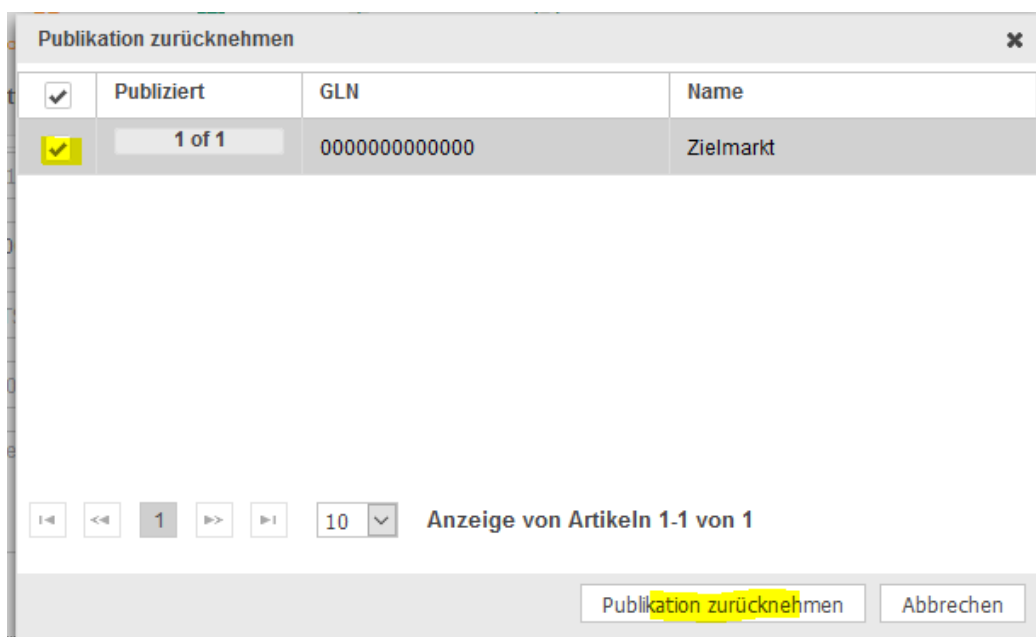 Publikation zurücknehmen
Publiziert GLN Name
1 of 1 0000000000000 Zielmarkt
1 10 Anzeige von Artikeln 1-1 von 1
Publikation zurücknehmen Abbrechen